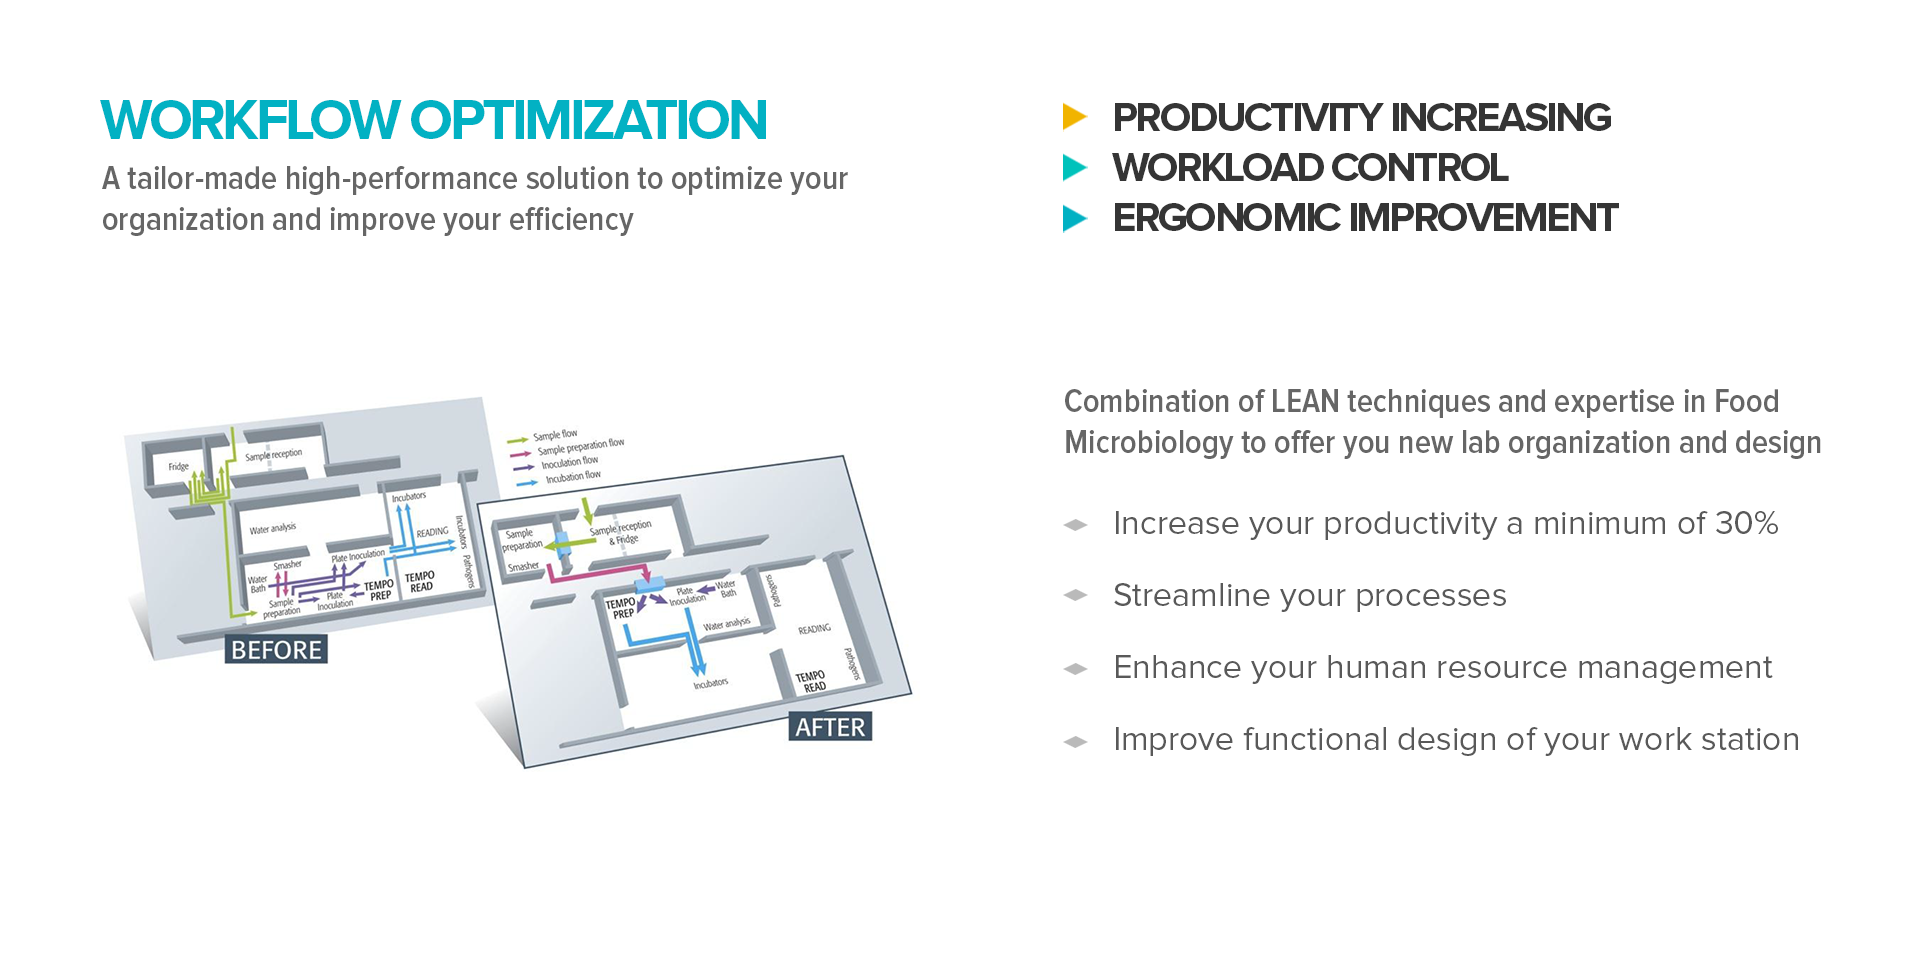 WORKFLOW OPTIMIZATION
A tailor-made high-performance solution to optimize your
organization and improve your efficiency
PRODUCTIVITY INCREASING
WORKLOAD CONTROL
ERGONOMIC IMPROVEMENT
Fridge
Sample reception
Water analysis
Incubators
READING
Incubators
Pathogens
Plate Inoculation
Smasher
Water
Bath
Sample
preparation
Plate
Inoculation
TEMPO
PREP
TEMPO
READ
BEFORE
Sample flow
Sample preparation flow
Inoculation flow
Incubation flow
Sample
preparation
Sample reception
& Fridge
Smasher
TEMPO
PREP
Plate
Inoculation
Water
Bath
Pathogens
Water analysis
READING
Pathogens
Incubators
TEMPO
READ
AFTER
Combination of LEAN techniques and expertise in Food
Microbiology to offer you new lab organization and design
Increase your productivity a minimum of 30%
Streamline your processes
Enhance your human resource management
Improve functional design of your work station